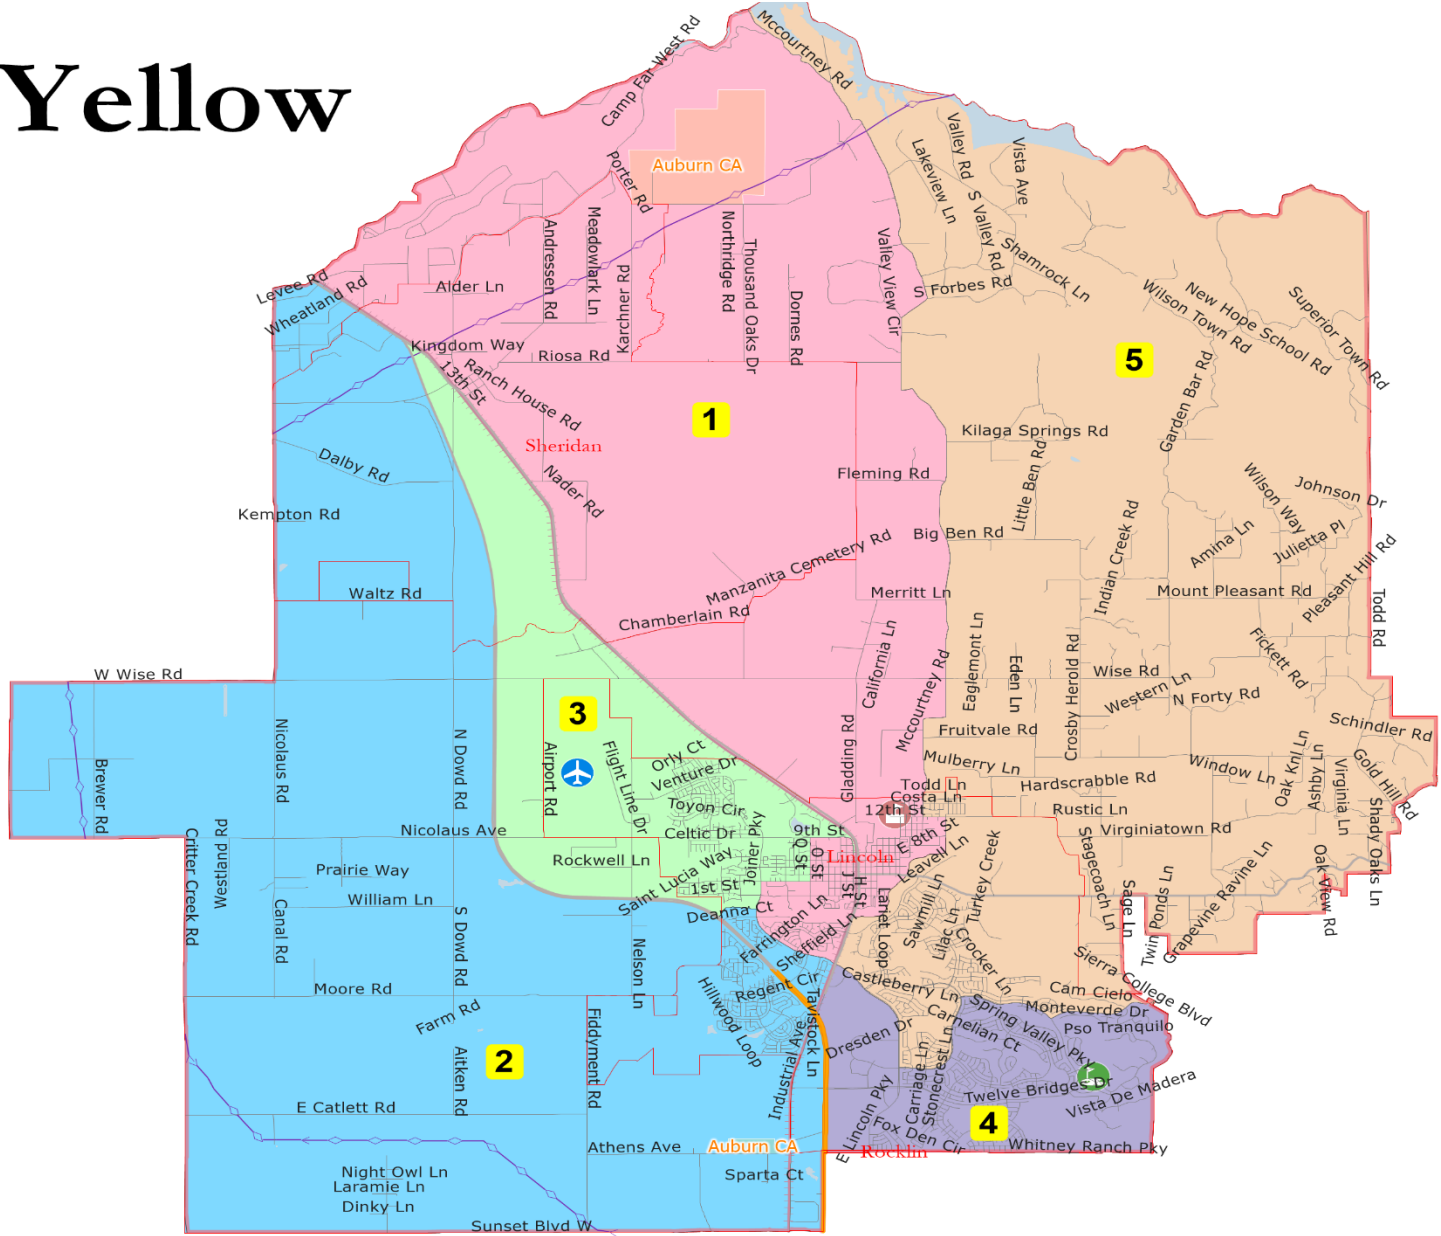 Yellow
Mccourtney Rd
Camp Far West Rd
Auburn CA
Porter Rd
Valley Rd
Vista Ave
Lakeview Ln
S Valley Rd
Shamrock Ln
Andressen Rd
Meadowlark Ln
Karchner Rd
Northridge Rd
Thousand Oaks Dr
Dornes Rd
Valley View Cir
S Forbes Rd
Levee Rd
Wheatland Rd
Alder Ln
Wilson Town Rd
New Hope School Rd
Superior Town Rd
Kingdom Way
Riosa Rd
13th St
Ranch House Rd
5
Garden Bar Rd
1
Sheridan
Kilaga Springs Rd
Little Ben Rd
Dalby Rd
Nader Rd
Fleming Rd
Wilson Way
Johnson Dr
Kempton Rd
Big Ben Rd
Indian Creek Rd
Amina Ln
Julietta Pl
Pleasant Hill Rd
Manzanita Cemetery Rd
Waltz Rd
Merritt Ln
Mount Pleasant Rd
Todd Rd
Chamberlain Rd
California Ln
Mccourtney Rd
Eaglemont Ln
Eden Ln
Crosby Herold Rd
Fickett Rd
W Wise Rd
Wise Rd
Western Ln
N Forty Rd
3
Fruitvale Rd
Schindler Rd
Nicolaus Rd
N Dowd Rd
Airport Rd
Flight Line Dr
Orly Ct
Venture Dr
Gladding Rd
Mulberry Ln
Window Ln
Oak Knl Ln
Ashby Ln
Virginia Ln
Gold Hill Rd
Brewer Rd
Todd Ln
Costa Ln
12th St
Hardscrabble Rd
Rustic Ln
Toyon Cir
Shady Oaks Ln
Westland Rd
Critter Creek Rd
Nicolaus Ave
Celtic Dr
Joiner Pky
9th St
Q St
O St
J St
H St
Lincoln
E 8th St
Leavell Ln
Virginiatown Rd
Stagecoach Ln
Rockwell Ln
Prairie Way
William Ln
Saint Lucia Way
1st St
Turkey Creek
Sawmill Ln
Sage Ln
Twin Ponds Ln
Grapevine Ravine Ln
Oak View Rd
Canal Rd
S Dowd Rd
Nelson Ln
Deanna Ct
Farrington Ln
Sheffield Ln
Lariet Loop
Lilac Ln
Crocker Ln
Sierra College Blvd
Moore Rd
Hillwood Loop
Regent Cir
Tavistock Ln
Castleberry Ln
Cam Cielo
Monteverde Dr
Farm Rd
Fiddyment Rd
Industrial Ave
Dresden Dr
Carnelian Ct
Spring Valley Pky
Pso Tranquilo
2
Aitken Rd
Carriage Ln
Stonecrest Ln
Twelve Bridges Dr
Vista De Madera
E Catlett Rd
E Lincoln Pky
4
Fox Den Cir
Athens Ave
Auburn CA
Rocklin
Whitney Ranch Pky
Night Owl Ln
Laramie Ln
Sparta Ct
Dinky Ln
Sunset Blvd W